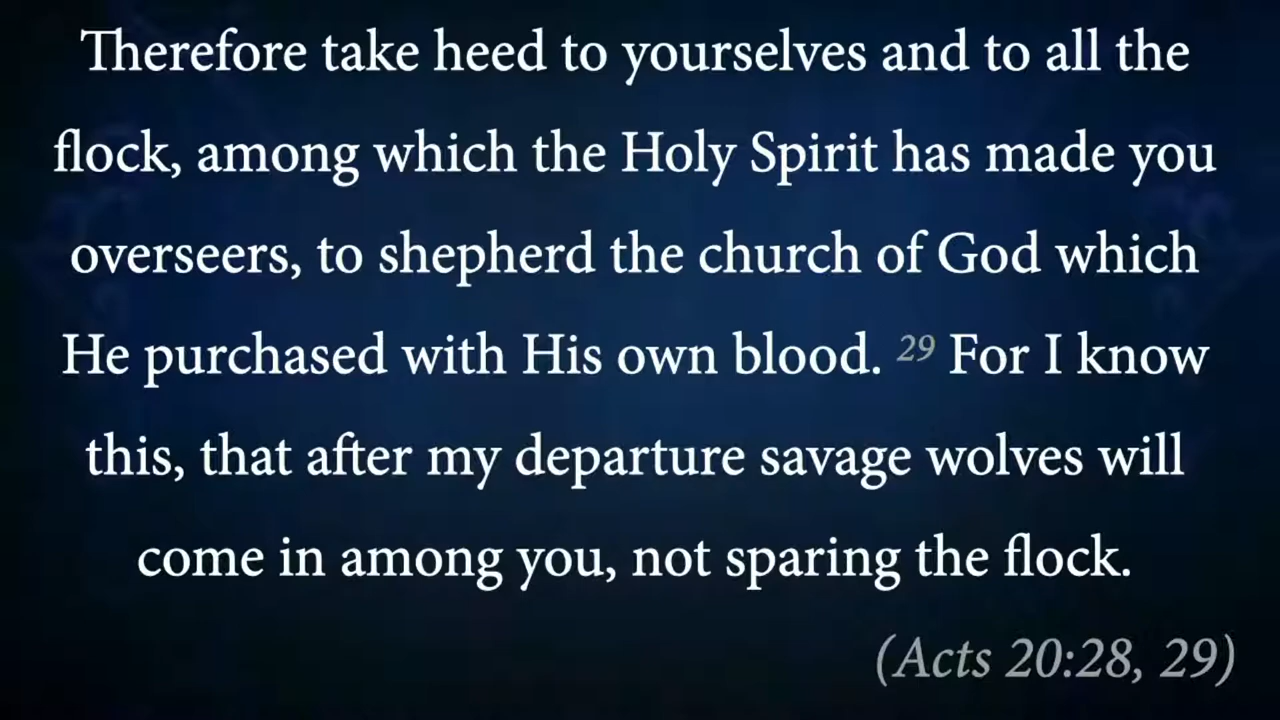 Therefore take heed to yourselves and to all the
flock, among which the Holy Spirit has made you
overseers, to shepherd the church of God which
He purchased with His own blood. 29 For I know
this, that after my departure savage wolves will
come in among you, not sparing the flock.
(Acts 20:28, 29)